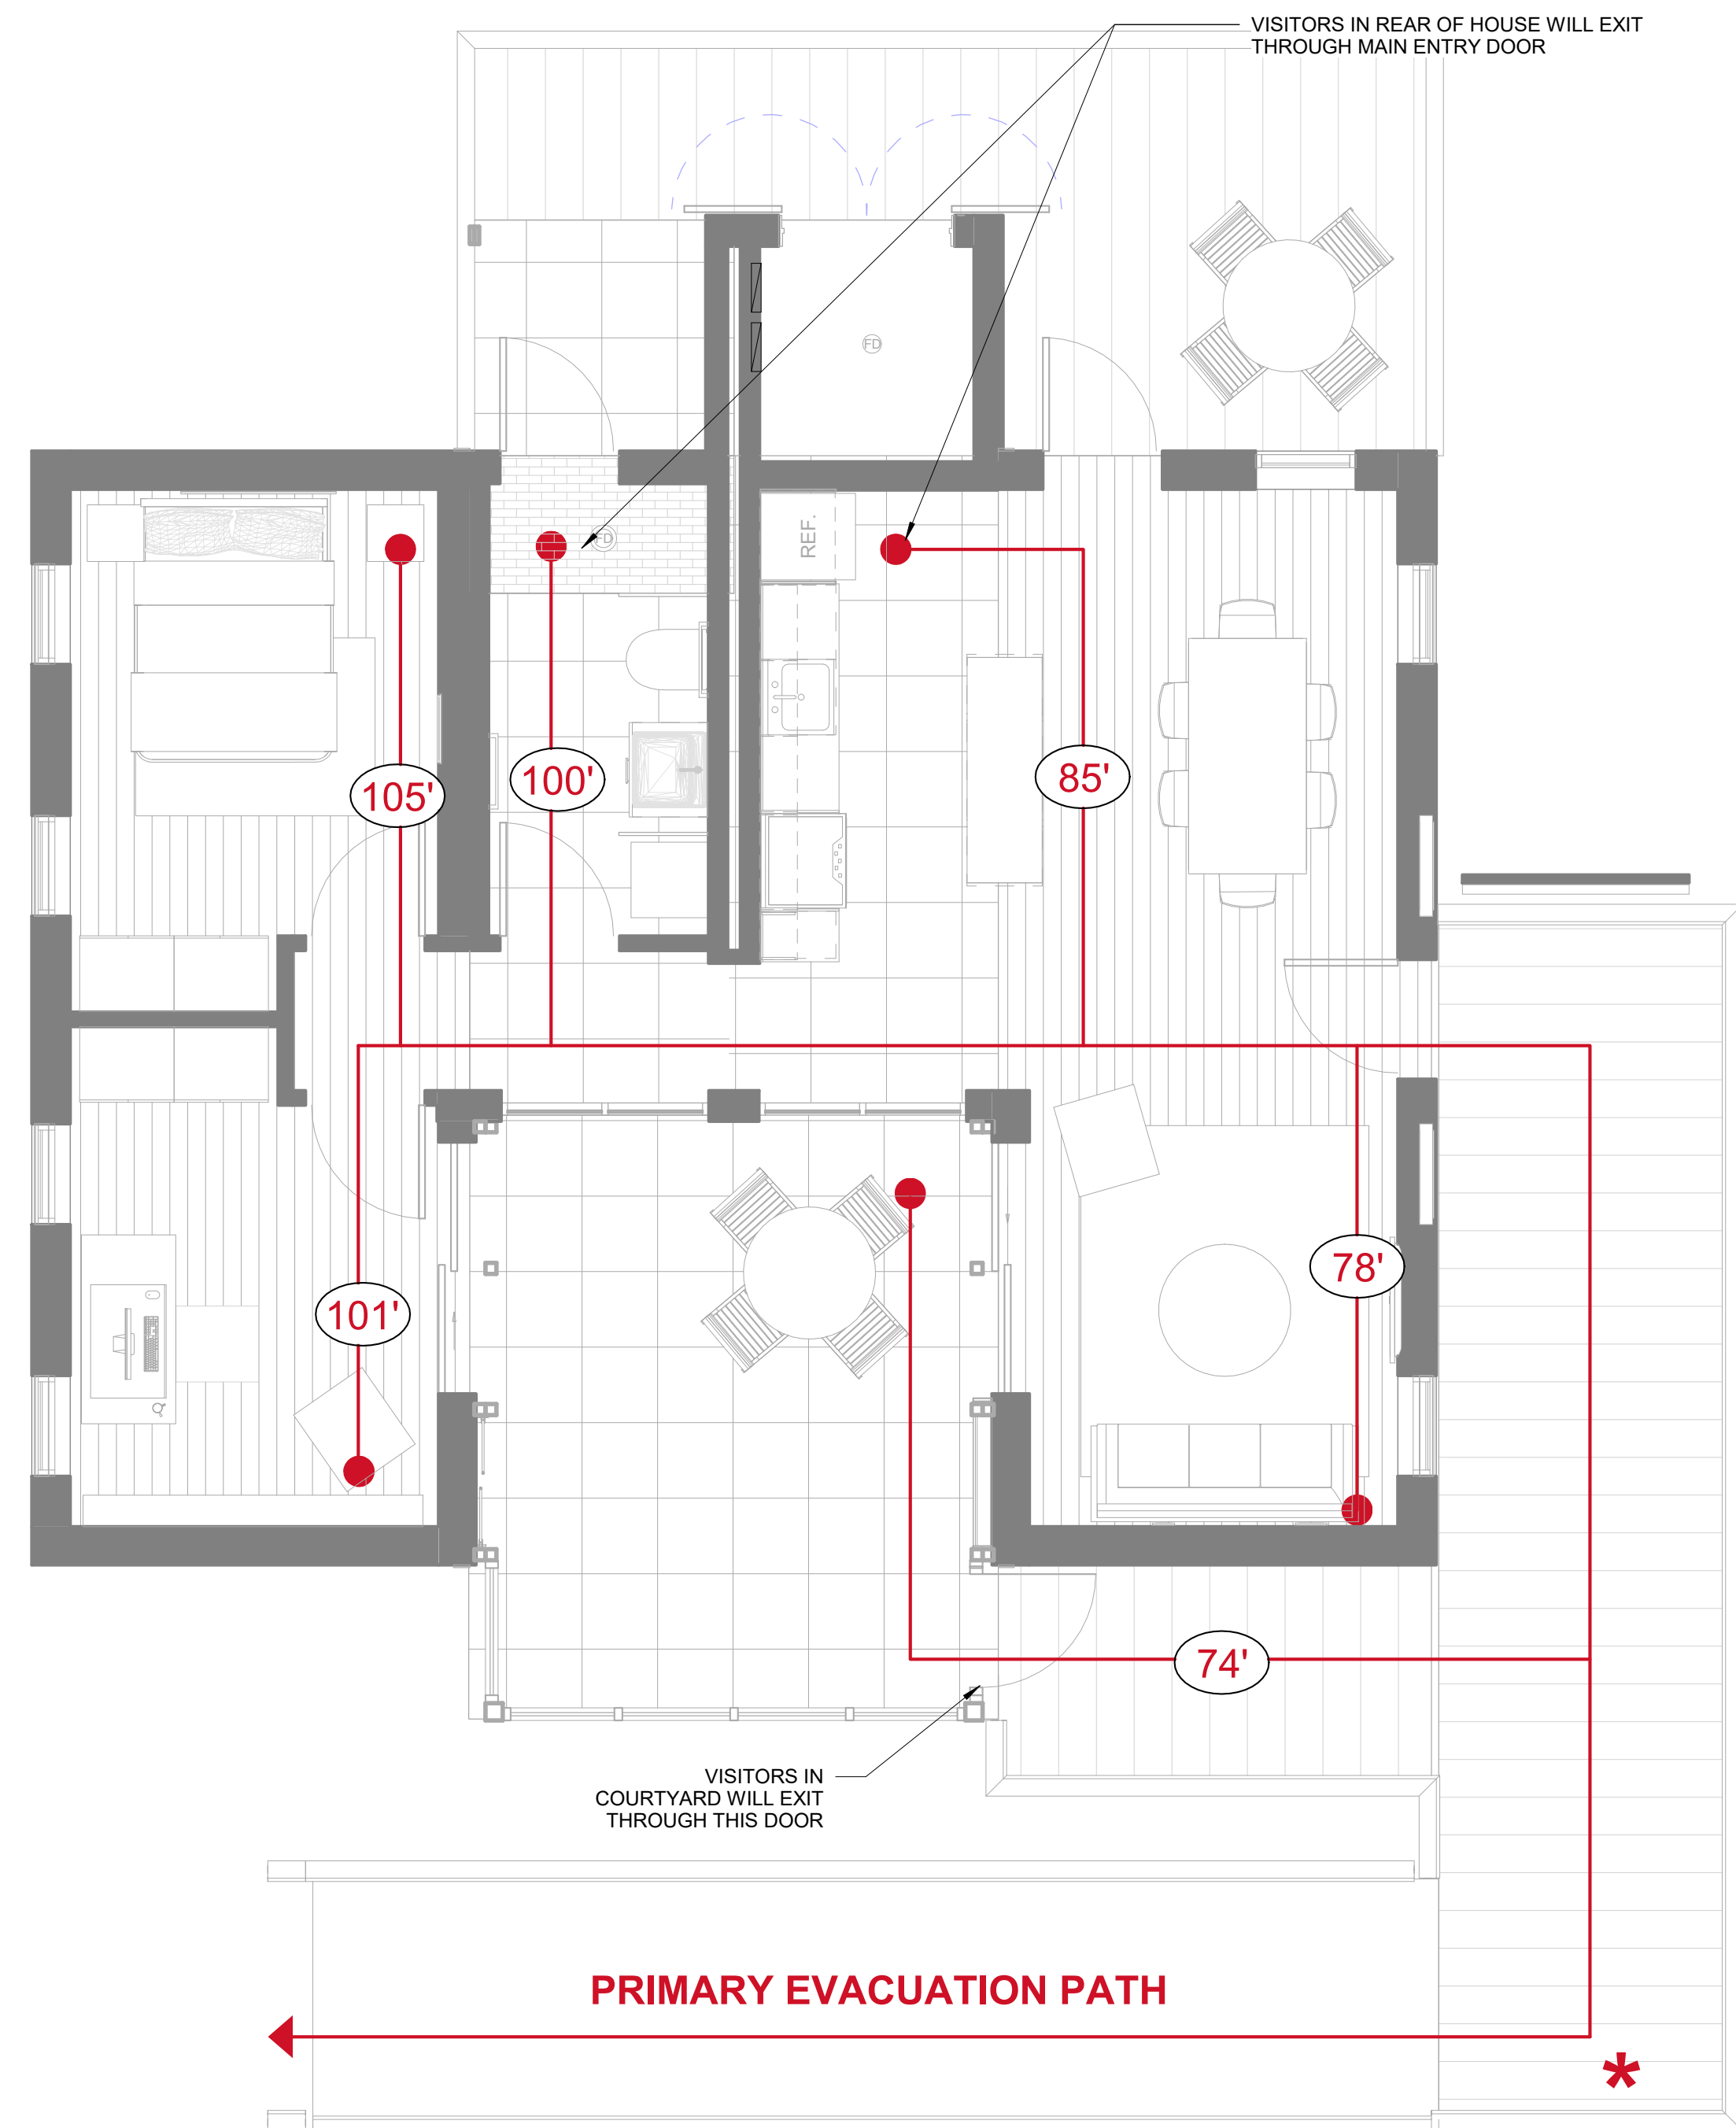 VISITORS IN REAR OF HOUSE WILL EXIT
THROUGH MAIN ENTRY DOOR
FD
FD
REF.
105'
100'
85'
101'
78'
74'
VISITORS IN
COURTYARD WILL EXIT
THROUGH THIS DOOR
PRIMARY EVACUATION PATH
*